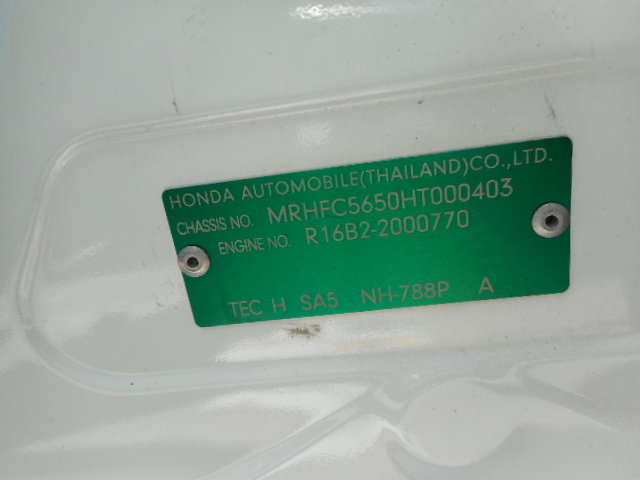 HONDA AUTOMOBILE(THAILAND)CO.,LTD.
CHASSIS NO. MRHFC5650HT000403
ENGINE NO. R16B2-2000770
TEC H SA5 NH-788P A